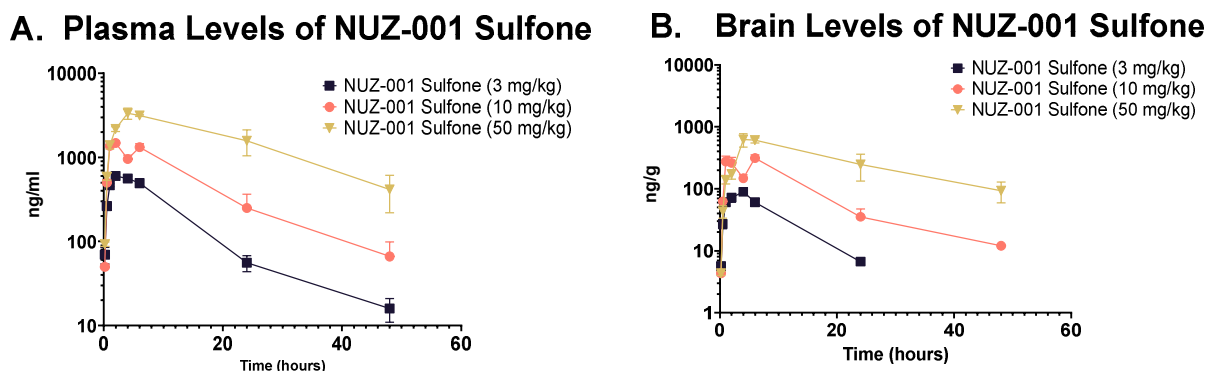 A. Plasma Levels of NUZ-001 Sulfone
10000
1000
100
10
ng/ml
0
20
40
60
Time (hours)
NUZ-001 Sulfone (3 mg/kg)
NUZ-001 Sulfone (10 mg/kg)
NUZ-001 Sulfone (50 mg/kg)
B. Brain Levels of NUZ-001 Sulfone
10000
1000
100
10
1
ng/g
0
20
40
60
Time (hours)
NUZ-001 Sulfone (3 mg/kg)
NUZ-001 Sulfone (10 mg/kg)
NUZ-001 Sulfone (50 mg/kg)